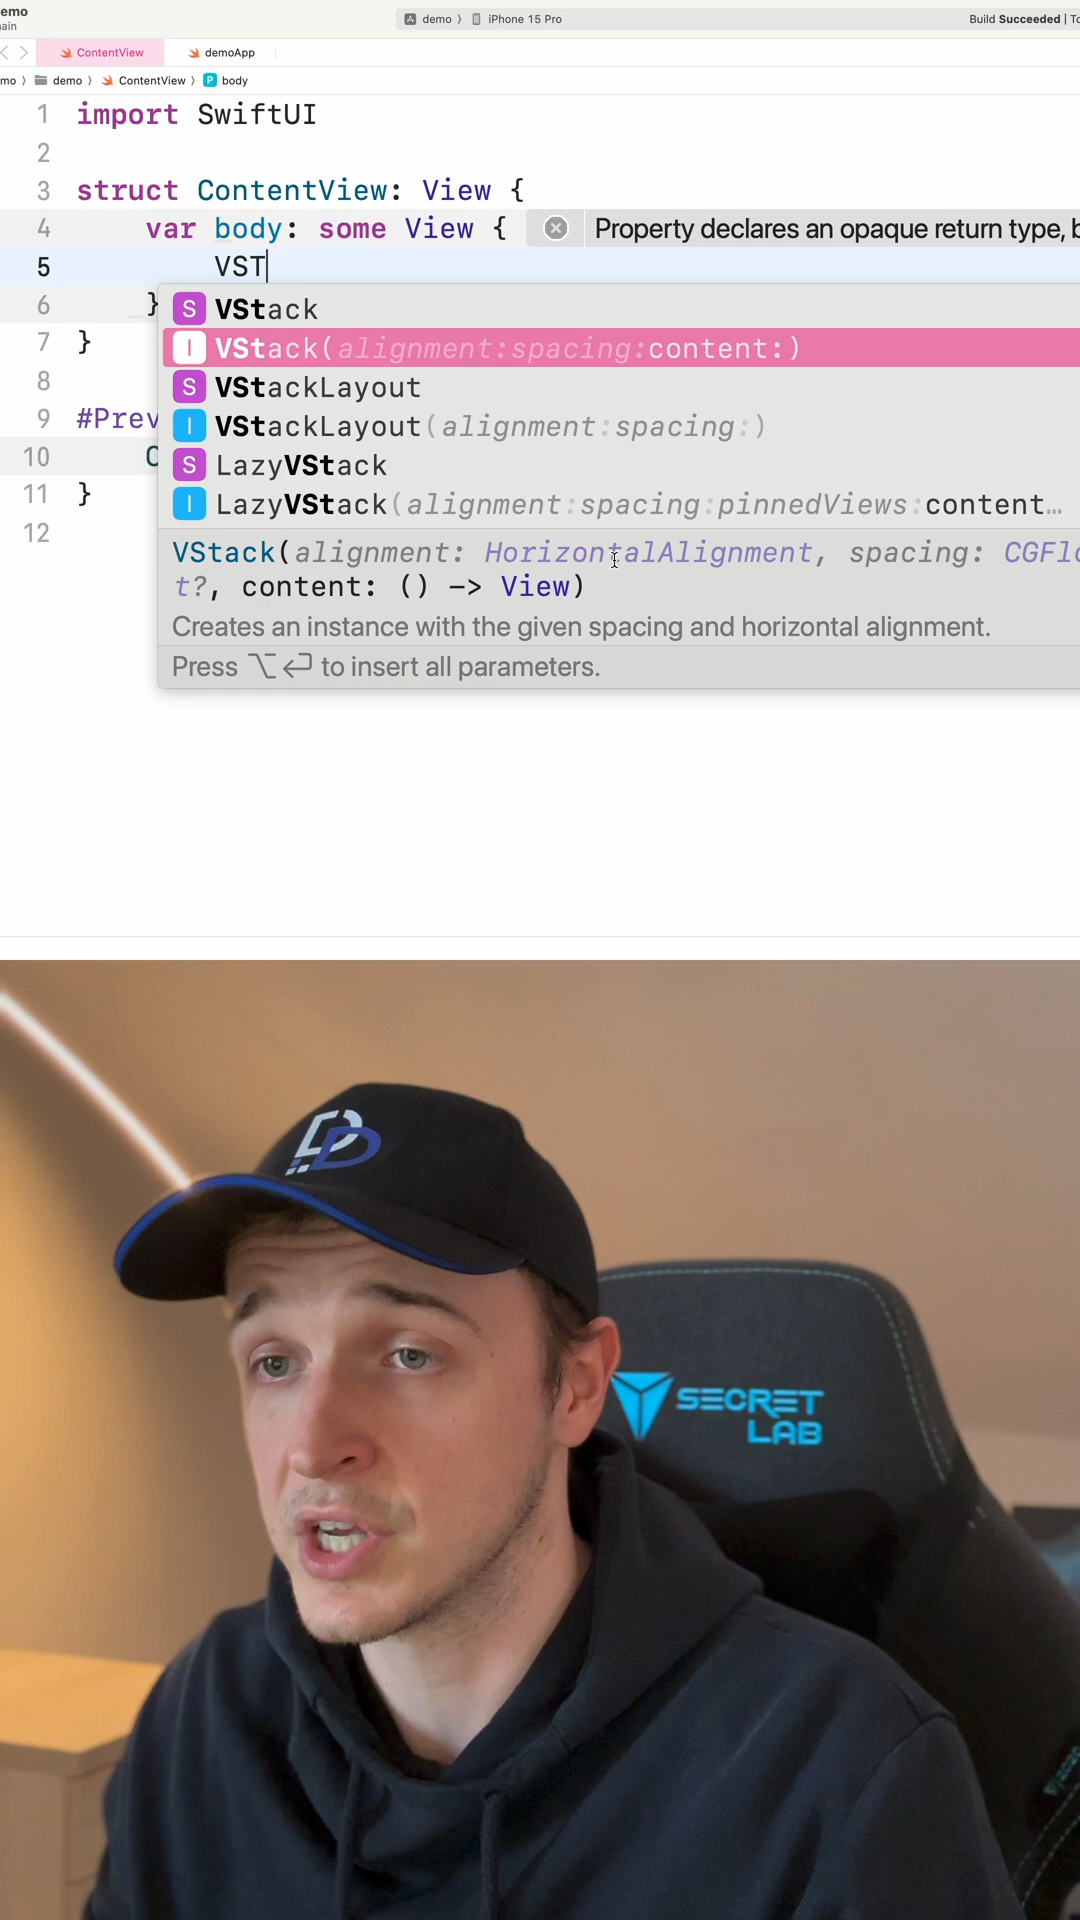 emo
ain
demo 〉 iPhone 15 Pro
Build Succeeded | To
ContentView
demoApp
mo 〉 demo 〉 ContentView 〉 P body
1 import SwiftUI
2
3 struct ContentView: View {
4 var body: some View { Property declares an opaque return type, b
5 VST
6 }
7 }
8
9 #Prev
10 C
11 }
12
S VStack
I VStack(alignment:spacing:content:)
S VStackLayout
I VStackLayout(alignment:spacing:)
S LazyVStack
I LazyVStack(alignment:spacing:pinnedViews:content…
VStack(alignment: HorizontalAlignment, spacing: CGFlo
t?, content: () -> View)
Creates an instance with the given spacing and horizontal alignment.
Press ⌥↩ to insert all parameters.
SECRET
LAB